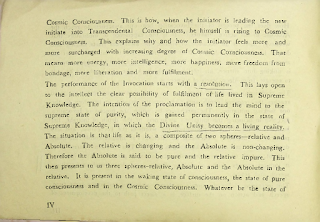 Cosmic Consciousness. This is how, when the initiator is leading the new
initiate into Transcendental Consciousness, he himself is rising to Cosmic
Consciousness. This explains why and how the initiator feels more and
more surcharged with increasing degree of Cosmic Consciousness. That
means more energy, more intelligence, more happiness, more freedom from
bondage, more liberation and more fulfilment.
The performance of the Invocation starts with a resolution. This lays open
to the intellect the clear possibility of fulfilment of life lived in Supreme
Knowledge. The intention of the proclamation is to lead the mind to the
supreme state of purity, which is gained permanently in the state of
Supreme Knowledge, in which the Divine Unity becomes a living reality.
The situation is that life as it is, a composite of two spheres—relative and
Absolute. The relative is changing and the Absolute is non-changing.
Therefore the Absolute is said to be pure and the relative impure. This
then presents to us three spheres-relative, Absolute and the Absolute in the
relative. It is present in the waking state of consciousness, the state of pure
consciousness and in the Cosmic Consciousness. Whatever be the state of
IV